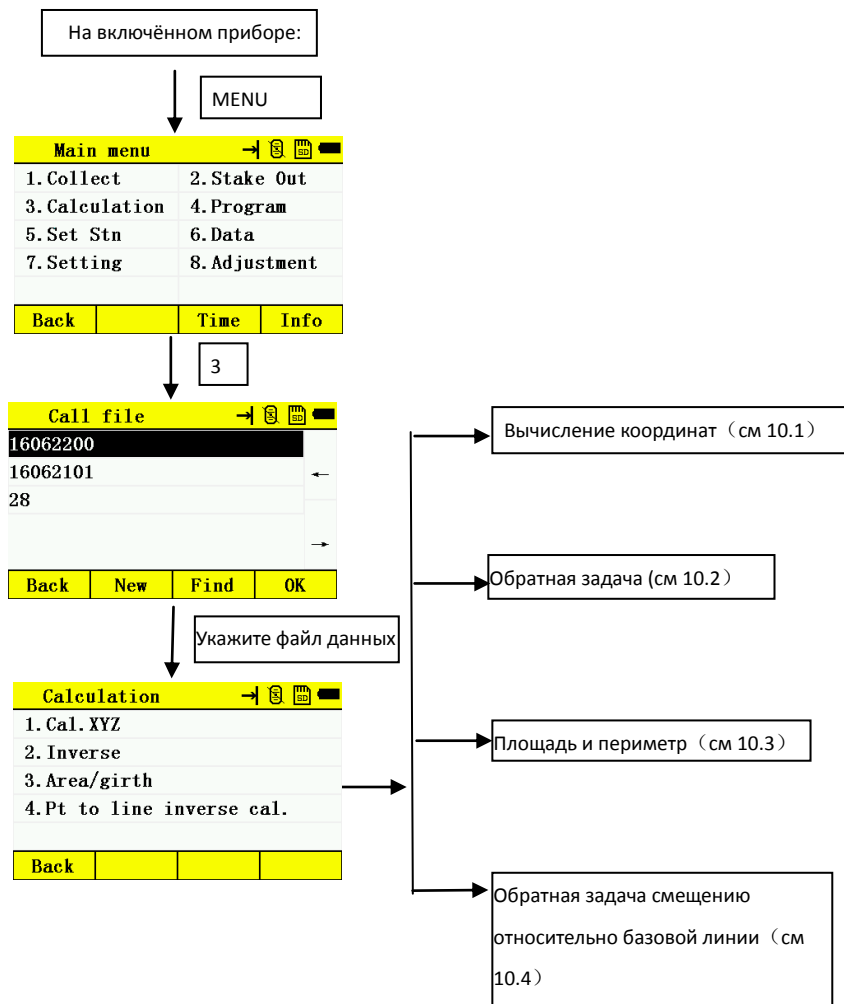 На включённом приборе:
MENU
Main menu
1.Collect 2.Stake Out
3.Calculation 4.Program
5.Set Stn 6.Data
7.Setting 8.Adjustment
Back Time Info
3
Call file
16062200
16062101
28
Back New Find OK
Укажите файл данных
Calculation
1.Cal.XYZ
2.Inverse
3.Area/girth
4.Pt to line inverse cal.
Back
Вычисление координат（см 10.1）
Обратная задача (см 10.2）
Площадь и периметр（см 10.3）
Обратная задача смещению
относительно базовой линии（см
10.4）